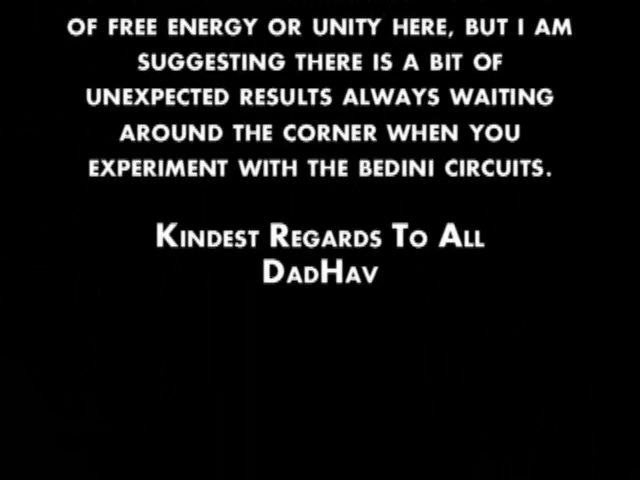 OF FREE ENERGY OR UNITY HERE, BUT I AM
SUGGESTING THERE IS A BIT OF
UNEXPECTED RESULTS ALWAYS WAITING
AROUND THE CORNER WHEN YOU
EXPERIMENT WITH THE BEDINI CIRCUITS.
KINDEST REGARDS TO ALL
DADHAV